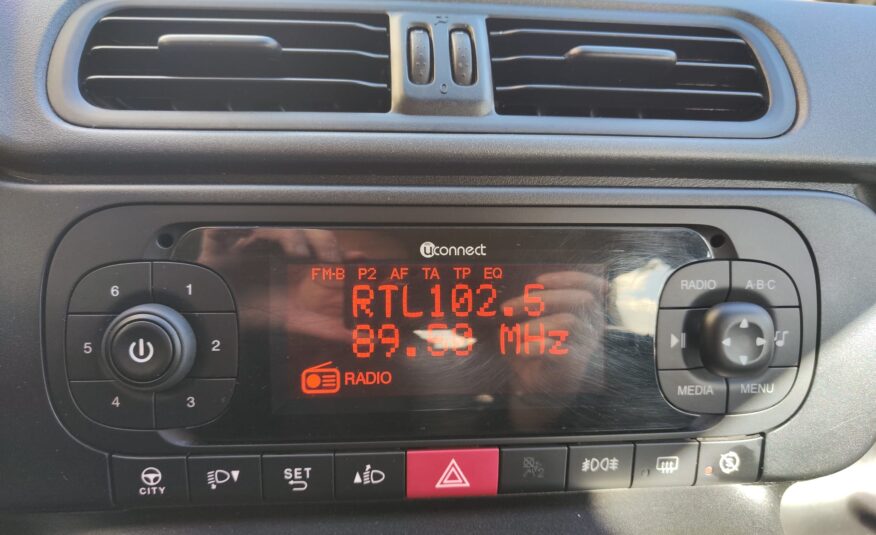 uconnect
FM-B P2 AF TA TP EQ
RTL102.5
MHz
RADIO
6 1
5 2
4 3
RADIO A·B·C
MEDIA MENU
CITY
SET